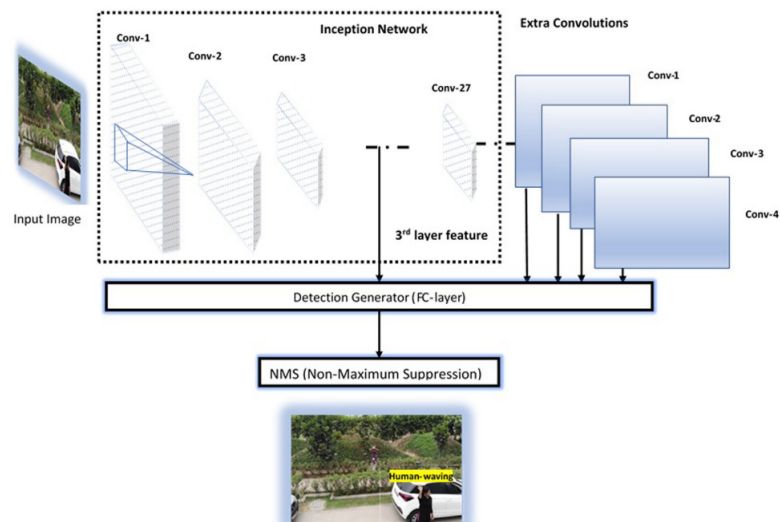 Inception Network
Extra Convolutions
Conv-1
Conv-2
Conv-3
Conv-27
Conv-1
Conv-2
Conv-3
Conv-4
Input Image
3rd layer feature
Detection Generator (FC-layer)
NMS (Non-Maximum Suppression)
Human-waving